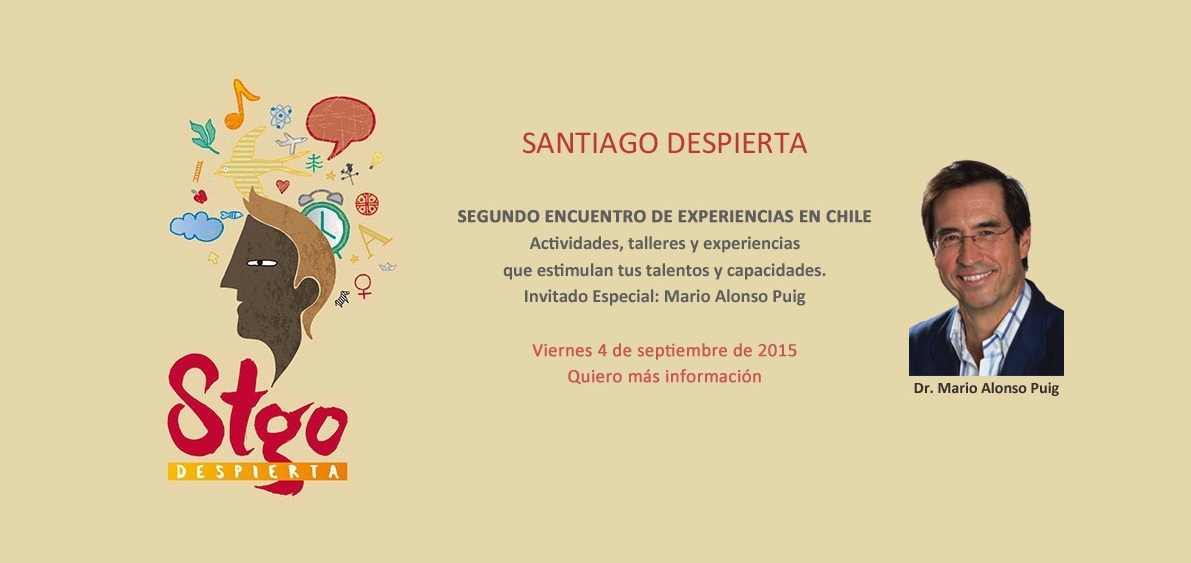 Stgo
DESPIERTA
SANTIAGO DESPIERTA
SEGUNDO ENCUENTRO DE EXPERIENCIAS EN CHILE
Actividades, talleres y experiencias
que estimulan tus talentos y capacidades.
Invitado Especial: Mario Alonso Puig
Viernes 4 de septiembre de 2015
Quiero más información
Dr. Mario Alonso Puig
A